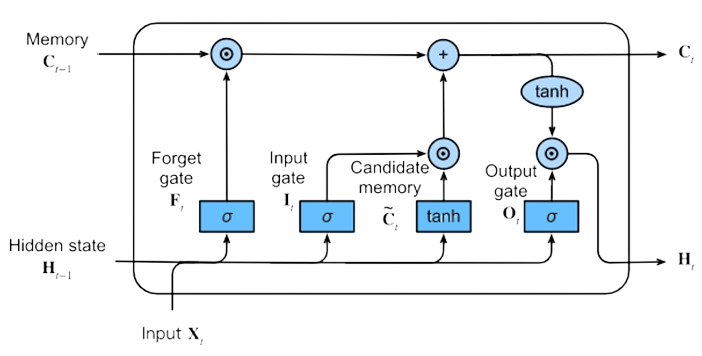 Memory
C_{t-1}
C_t
tanh
Forget
gate
F_t
Input
gate
I_t
Candidate
memory
C̃_t
Output
gate
O_t
σ
σ
tanh
σ
Hidden state
H_{t-1}
H_t
Input X_t
+